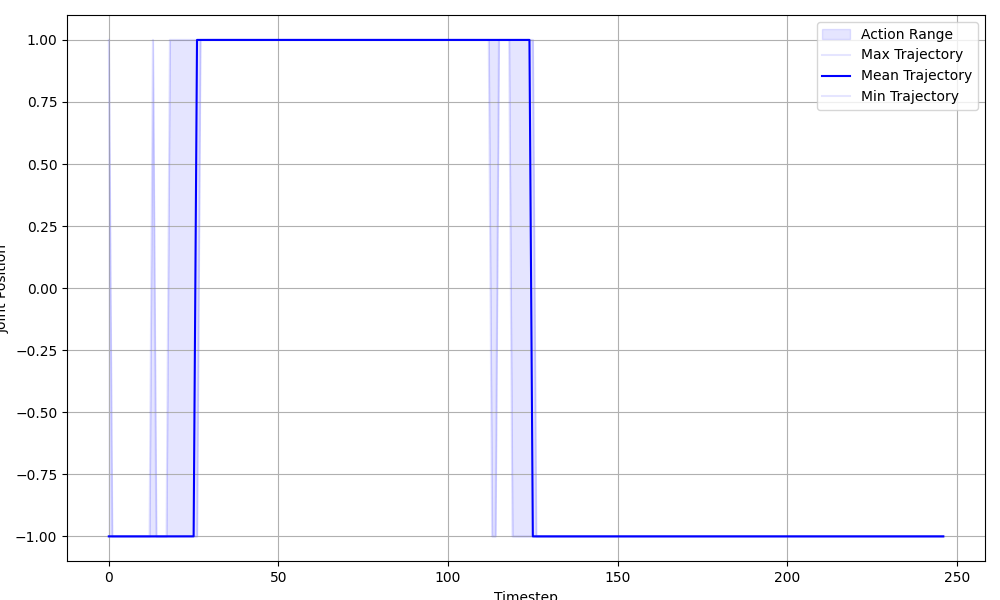 1.00
0.75
0.50
0.25
0.00
−0.25
−0.50
−0.75
−1.00
Joint Position
0
50
100
150
200
250
Timestep
Action Range
Max Trajectory
Mean Trajectory
Min Trajectory